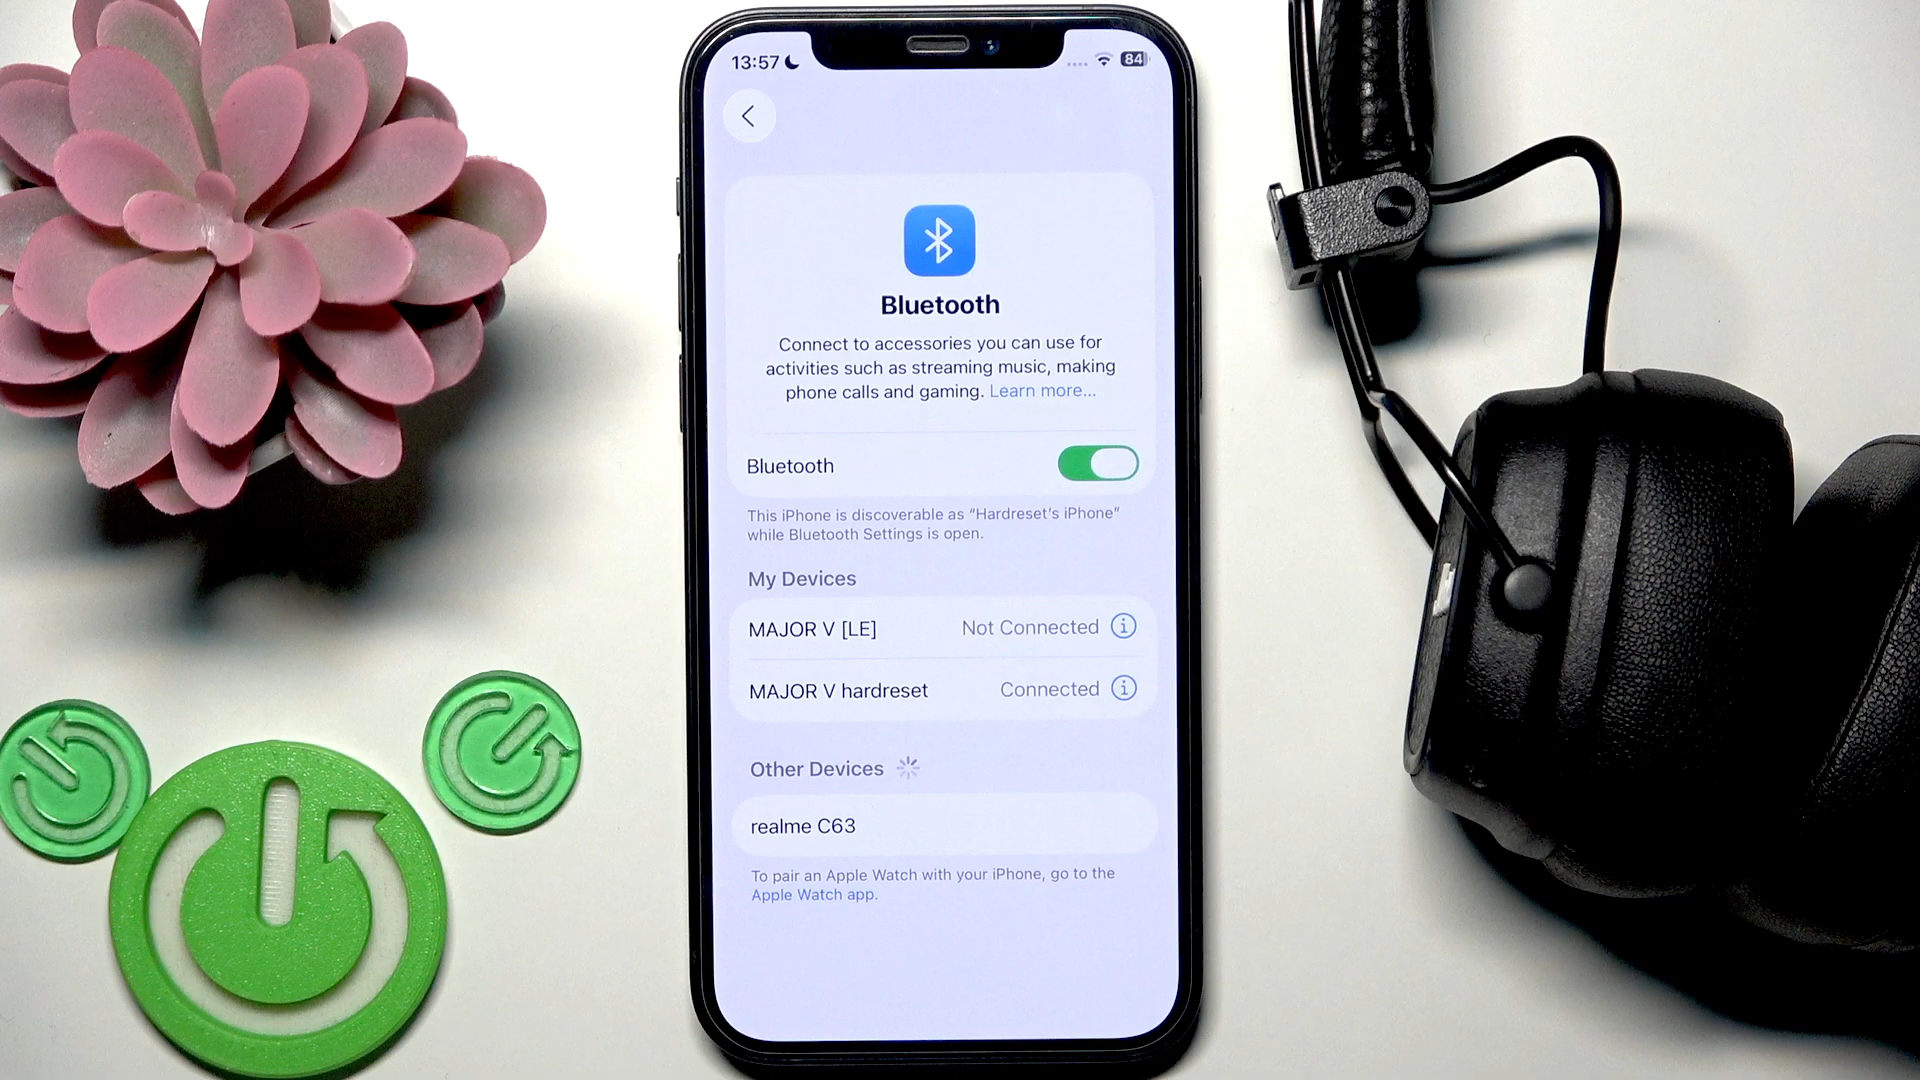 13:57
84
Bluetooth
Connect to accessories you can use for
activities such as streaming music, making
phone calls and gaming. Learn more...
Bluetooth
This iPhone is discoverable as “Hardreset's iPhone”
while Bluetooth Settings is open.
My Devices
MAJOR V [LE] Not Connected
MAJOR V hardreset Connected
Other Devices
realme C63
To pair an Apple Watch with your iPhone, go to the
Apple Watch app.